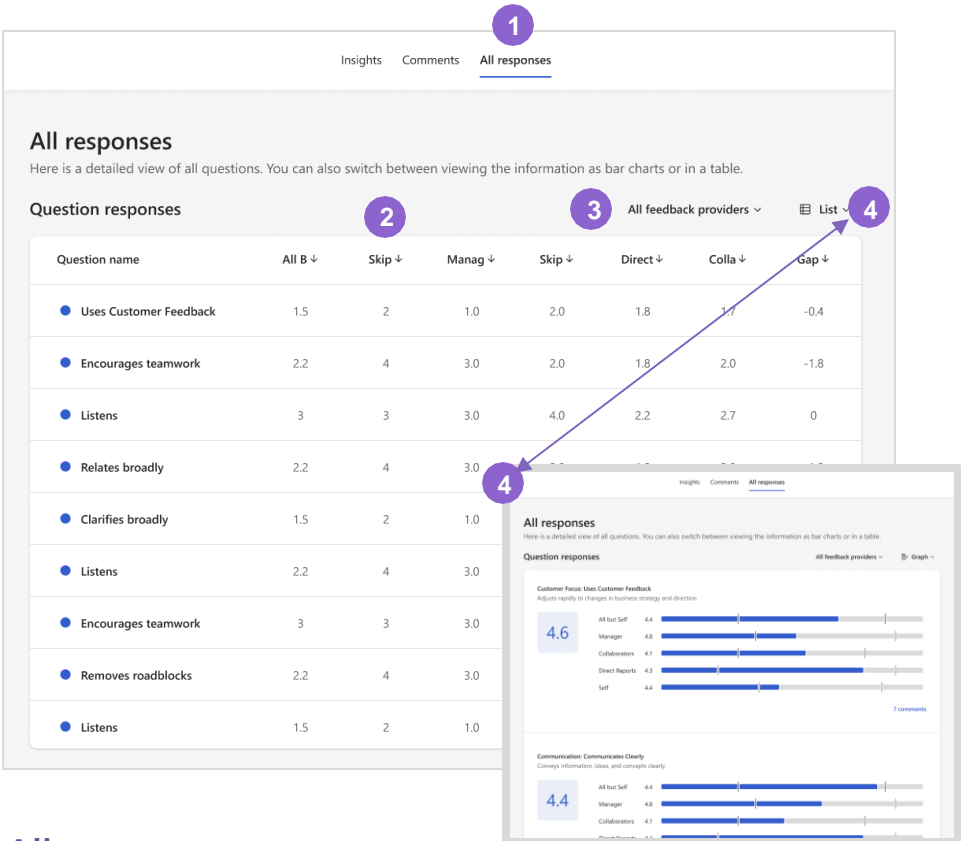 1
Insights Comments All responses
All responses
Here is a detailed view of all questions. You can also switch between viewing the information as bar charts or in a table.
Question responses 2 3 All feedback providers List 4
Question name All B Skip Manag Skip Direct Colla Gap
Uses Customer Feedback 1.5 2 1.0 2.0 1.8 1.7 -0.4
Encourages teamwork 2.2 4 3.0 2.0 1.8 2.0 -1.8
Listens 3 3 3.0 4.0 2.2 2.7 0
Relates broadly 2.2 4 3.0
Clarifies broadly 1.5 2 1.0
Listens 2.2 4 3.0
Encourages teamwork 3 3 3.0
Removes roadblocks 2.2 4 3.0
Listens 1.5 2 1.0
4
Insights Comments All responses
All responses
Here is a detailed view of all questions. You can also switch between viewing the information as bar charts or in a table.
Question responses All feedback providers Graph
Customer Focus: Uses Customer Feedback
Adjusts rapidly to changes in business strategy and direction
4.6
All but Self 4.4
Manager 4.8
Collaborators 4.1
Direct Reports 4.3
Self 4.4
7 comments
Communication: Communicates Clearly
Conveys information, ideas, and concepts clearly
4.4
All but Self 4.4
Manager 4.8
Collaborators 4.1